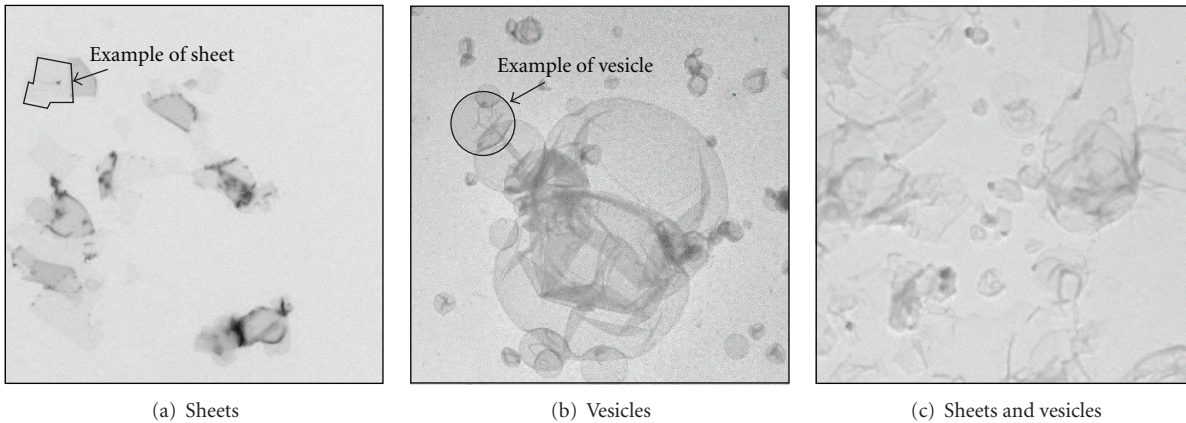 Example of sheet
Example of vesicle
(a) Sheets
(b) Vesicles
(c) Sheets and vesicles